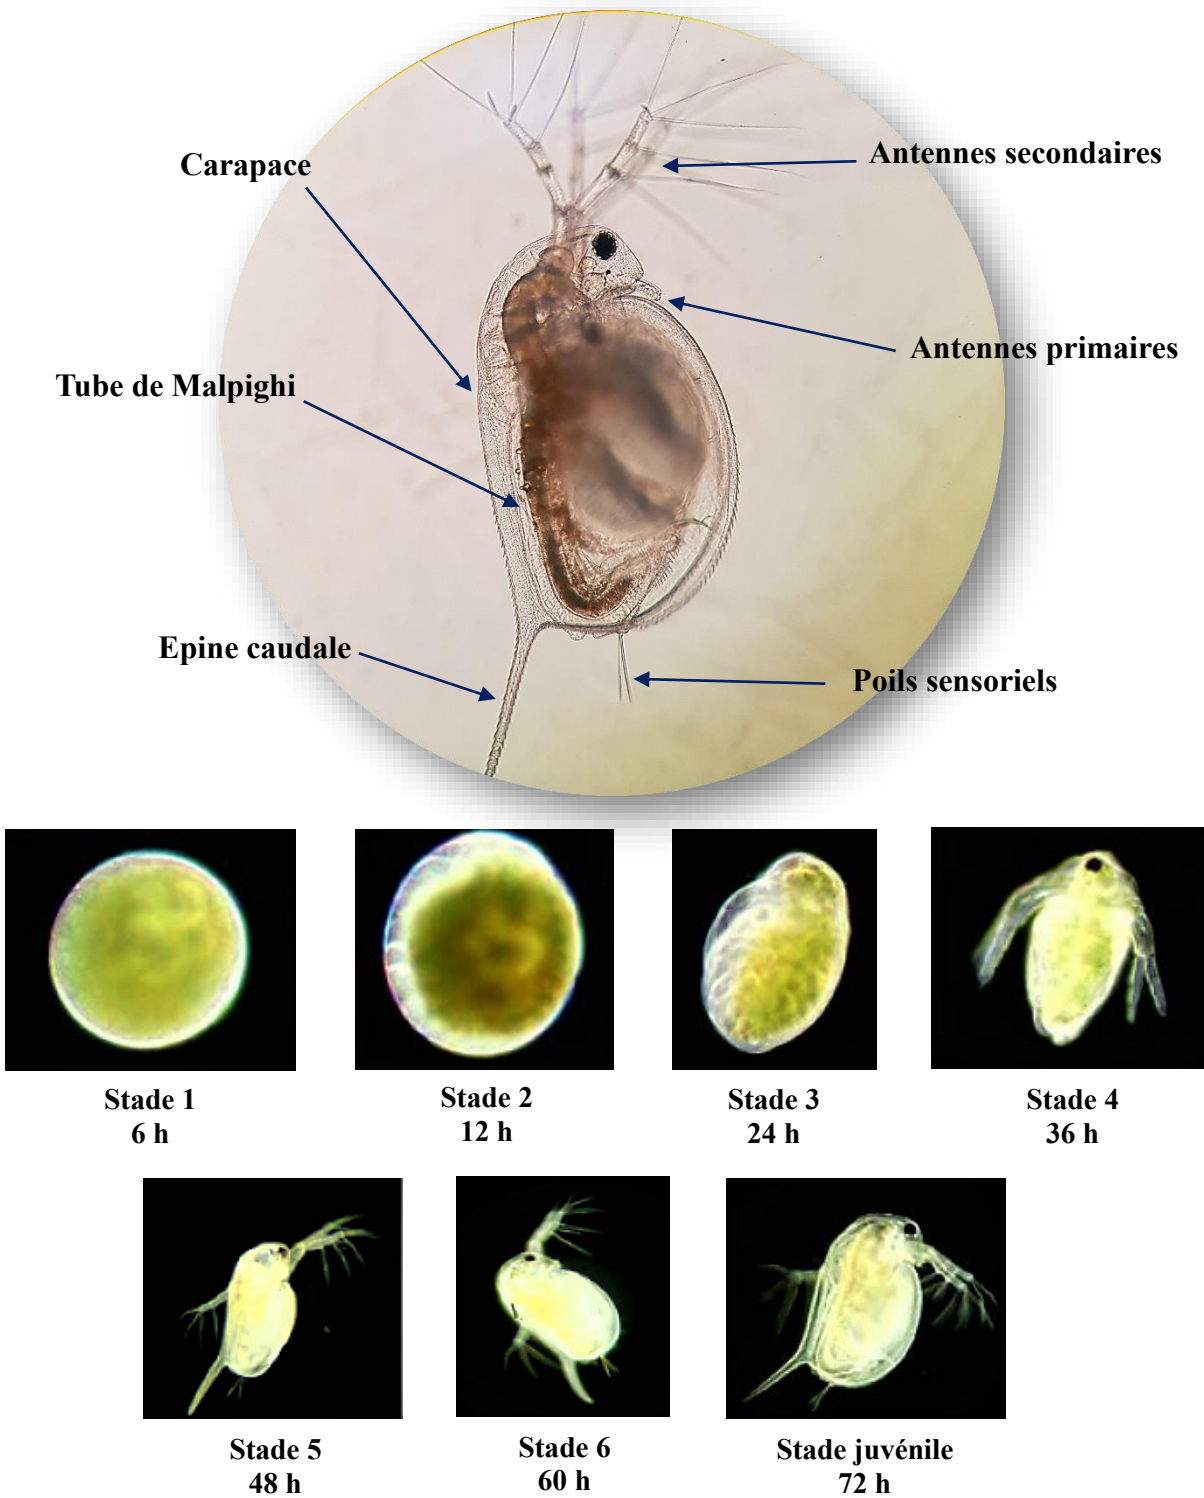 Carapace
Antennes secondaires
Antennes primaires
Tube de Malpighi
Epine caudale
Poils sensoriels
Stade 1
6 h
Stade 2
12 h
Stade 3
24 h
Stade 4
36 h
Stade 5
48 h
Stade 6
60 h
Stade juvénile
72 h